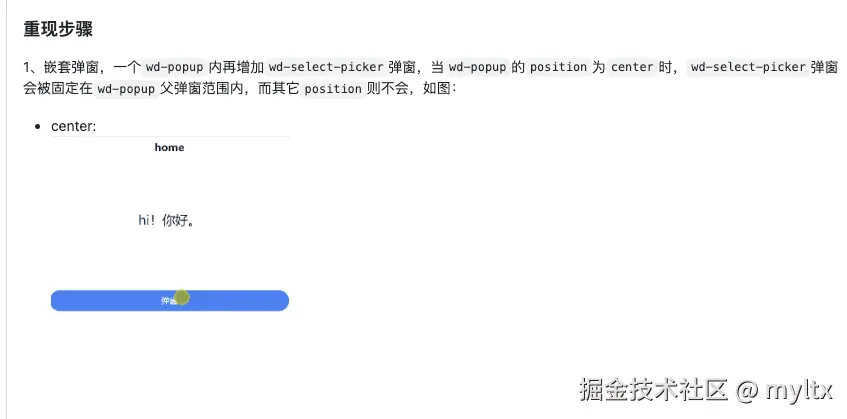 重现步骤
1、嵌套弹窗，一个 wd-popup 内再增加 wd-select-picker 弹窗，当 wd-popup 的 position 为 center 时， wd-select-picker 弹窗
会被固定在 wd-popup 父弹窗范围内，而其它 position 则不会，如图：
center:
home
hi！你好。
弹窗
掘金技术社区 @ myltx